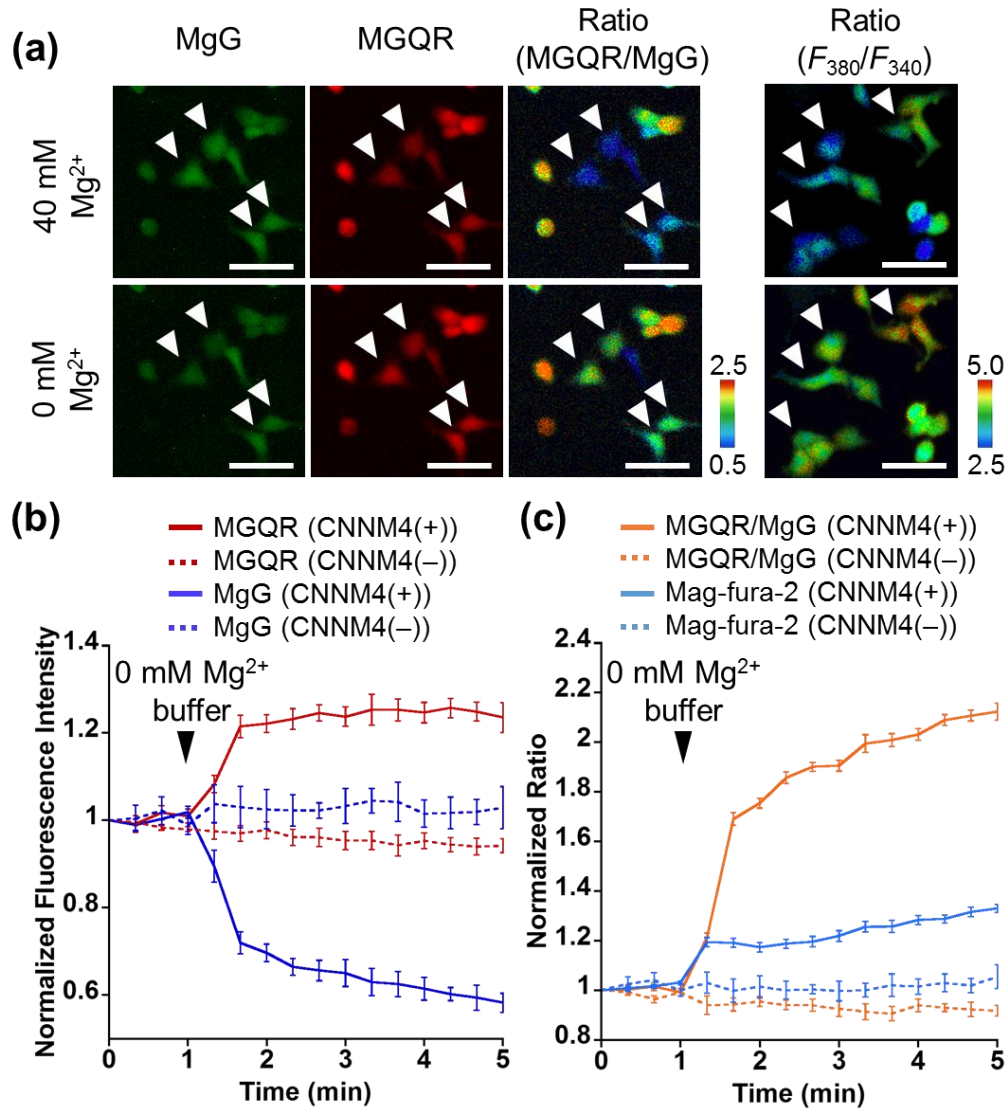 (a)
MgG
MGQR
Ratio
(MGQR/MgG)
Ratio
(F₃₈₀/F₃₄₀)
40 mM
Mg²⁺
0 mM
Mg²⁺
2.5
0.5
5.0
2.5
(b)
MGQR (CNNM4(+))
MGQR (CNNM4(–))
MgG (CNNM4(+))
MgG (CNNM4(–))
Normalized Fluorescence Intensity
1.4
1.2
1
0.8
0.6
0 mM Mg²⁺
buffer
0 1 2 3 4 5
Time (min)
(c)
MGQR/MgG (CNNM4(+))
MGQR/MgG (CNNM4(–))
Mag-fura-2 (CNNM4(+))
Mag-fura-2 (CNNM4(–))
Normalized Ratio
2.4
2.2
2
1.8
1.6
1.4
1.2
1.0
0.8
0 mM Mg²⁺
buffer
0 1 2 3 4 5
Time (min)